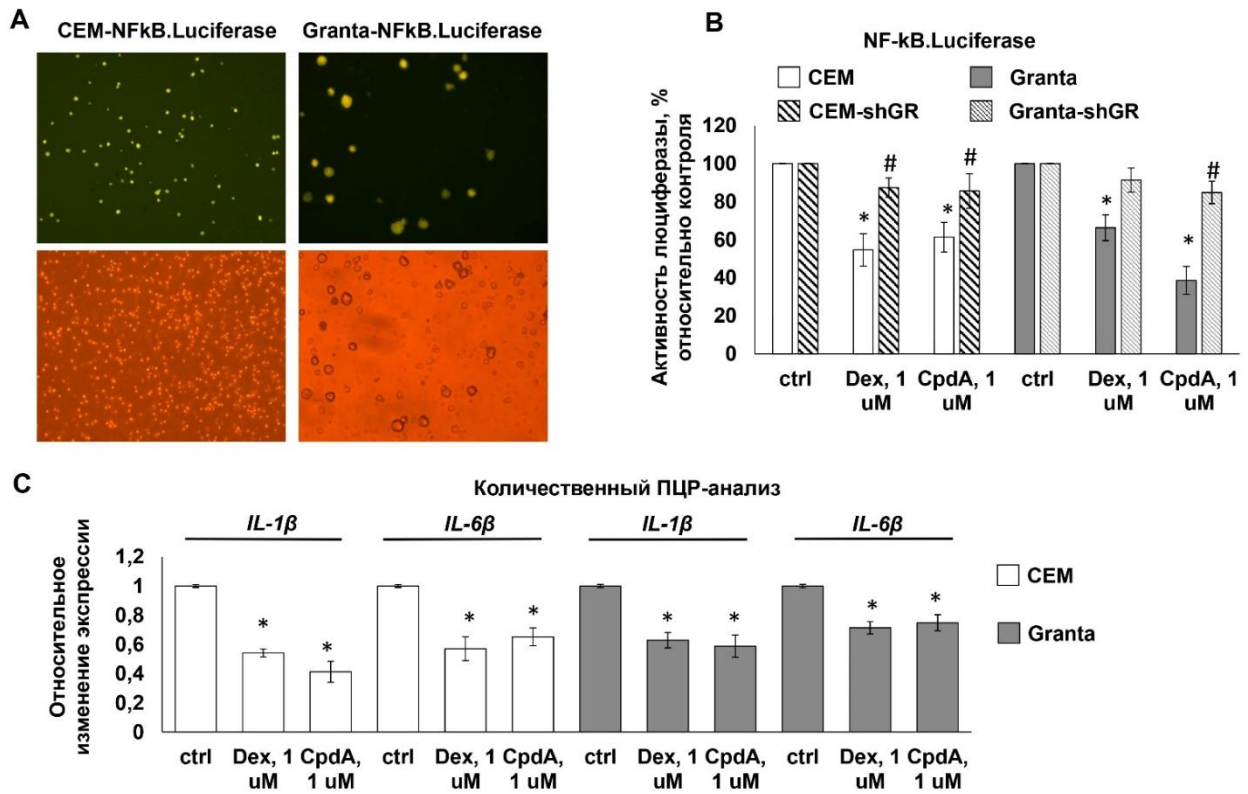 A
CEM-NFkB.Luciferase
Granta-NFkB.Luciferase
B
NF-kB.Luciferase
CEM
Granta
CEM-shGR
Granta-shGR
Активность люциферазы, %
относительно контроля
120
100
80
60
40
20
0
*
#
*
#
*
*
#
ctrl
Dex, 1
uM
CpdA, 1
uM
ctrl
Dex, 1
uM
CpdA, 1
uM
C
Количественный ПЦР-анализ
IL-1β
IL-6β
IL-1β
IL-6β
Относительное
изменение экспрессии
1,2
1
0,8
0,6
0,4
0,2
0
*
*
*
*
*
*
*
*
CEM
Granta
ctrl
Dex, 1
uM
CpdA,
1 uM
ctrl
Dex, 1
uM
CpdA,
1 uM
ctrl
Dex, 1
uM
CpdA,
1 uM
ctrl
Dex, 1
uM
CpdA,
1 uM